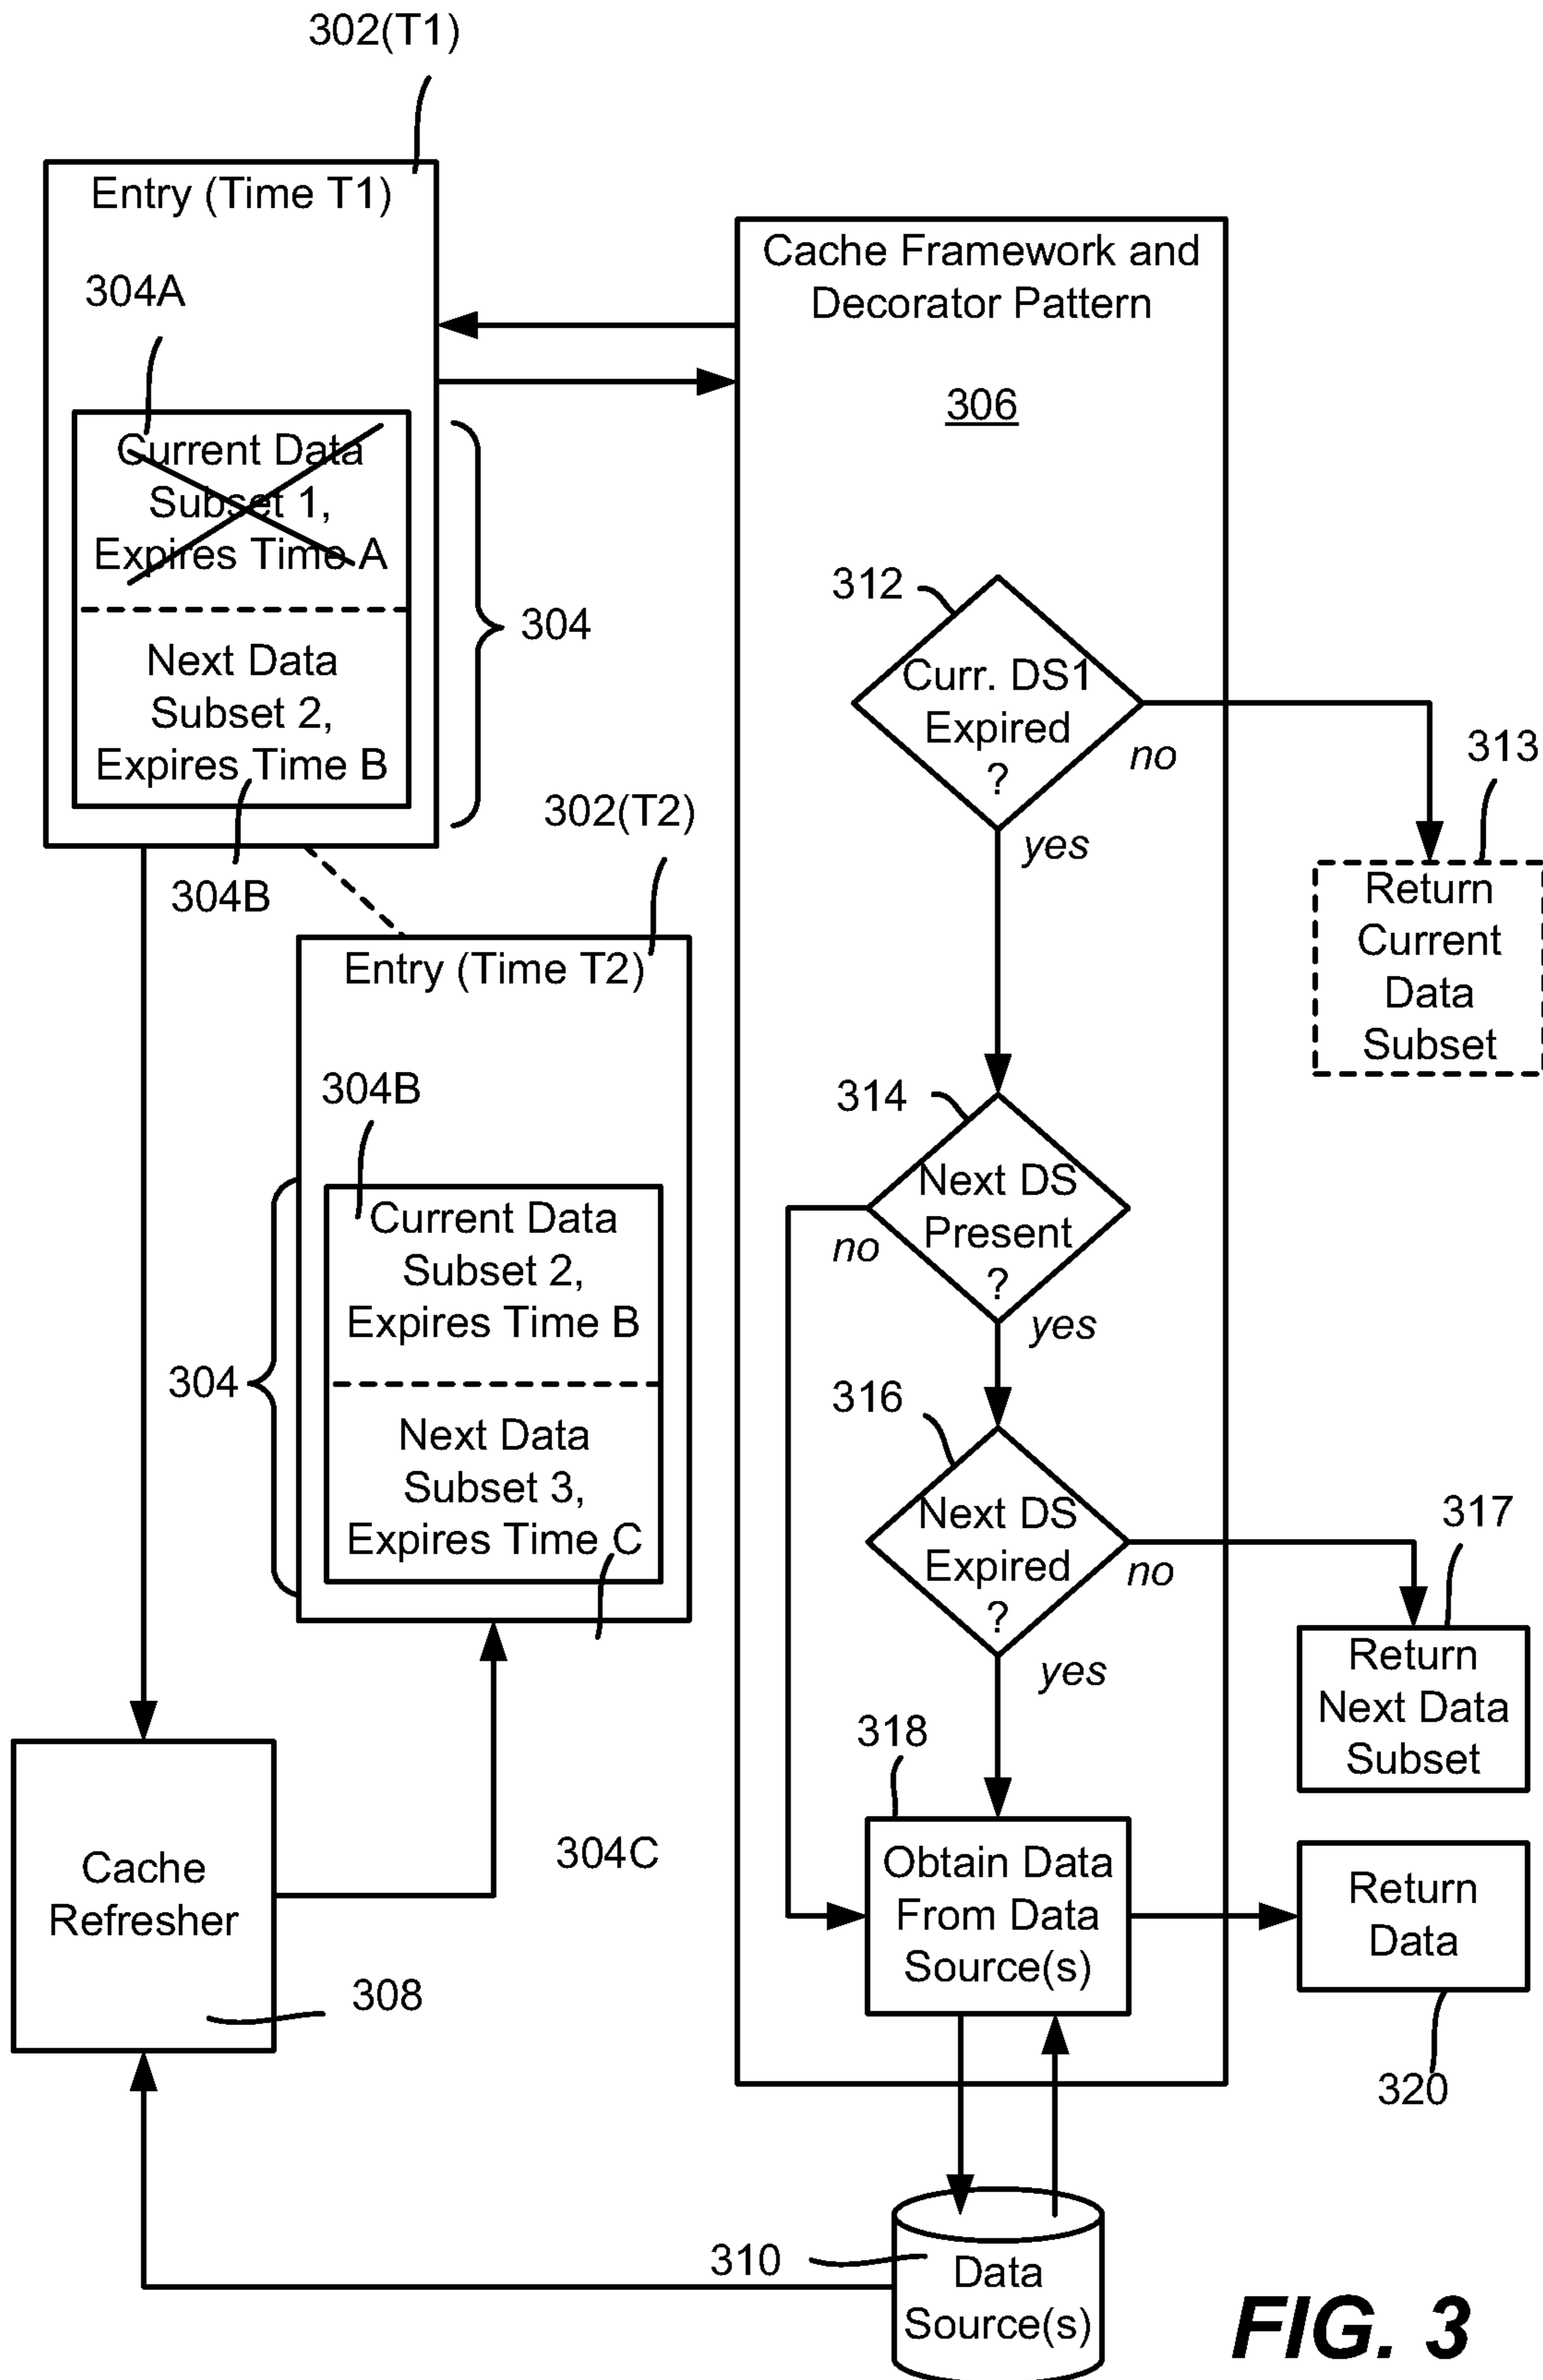 302(T1)
Entry (Time T1)
304A
Current Data
Subset 1,
Expires Time A
Next Data
Subset 2,
Expires Time B
304
304B
302(T2)
Entry (Time T2)
304B
Current Data
Subset 2,
Expires Time B
304
Next Data
Subset 3,
Expires Time C
304C
Cache
Refresher
308
Cache Framework and
Decorator Pattern
306
312
Curr. DS1
Expired
?
no
yes
313
Return
Current
Data
Subset
314
Next DS
Present
?
no
yes
316
Next DS
Expired
?
no
yes
317
Return
Next Data
Subset
318
Obtain Data
From Data
Source(s)
Return
Data
320
310
Data
Source(s)
FIG. 3